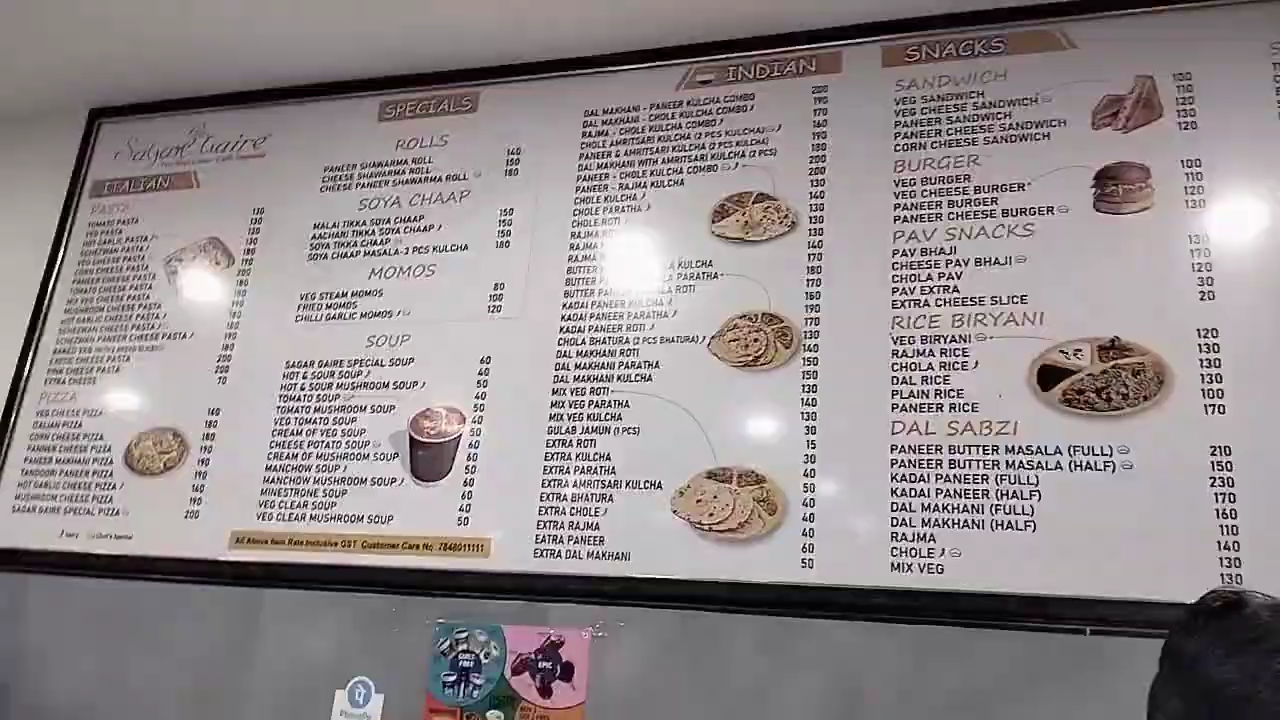 Sagar Gaire
ITALIAN
PASTA
TOMATO PASTA 130
VEG PASTA 130
HOT GARLIC PASTA 130
SCHEZWAN PASTA 130
VEG CHEESE PASTA 180
CORN CHEESE PASTA
PANEER CHEESE PASTA
TOMATO CHEESE PASTA
MIX VEG CHEESE PASTA
MUSHROOM CHEESE PASTA
HOT GARLIC CHEESE PASTA
SCHEZWAN CHEESE PASTA
SCHEZWAN PANEER CHEESE PASTA 190
PINK CHEESE PASTA 200
EXTRA CHEESE 70
PIZZA
VEG CHEESE PIZZA 160
ITALIAN PIZZA 180
CORN CHEESE PIZZA 180
PANNER CHEESE PIZZA 190
PANEER MAKHANI PIZZA 190
TANDOORI PANEER PIZZA 190
HOT GARLIC CHEESE PIZZA 160
MUSHROOM CHEESE PIZZA 190
SAGAR GAIRE SPECIAL PIZZA 200
SPECIALS
ROLLS
PANEER SHAWARMA ROLL 140
CHEESE SHAWARMA ROLL 150
CHEESE PANEER SHAWARMA ROLL 180
SOYA CHAAP
MALAI TIKKA SOYA CHAAP 150
AACHARI TIKKA SOYA CHAAP 150
SOYA TIKKA CHAAP 150
SOYA CHAAP MASALA-2 PCS KULCHA 180
MOMOS
VEG STEAM MOMOS 80
FRIED MOMOS 100
CHILLI GARLIC MOMOS 120
SOUP
SAGAR GAIRE SPECIAL SOUP 60
HOT & SOUR SOUP 40
HOT & SOUR MUSHROOM SOUP 50
TOMATO SOUP 40
TOMATO MUSHROOM SOUP 50
VEG TOMATO SOUP 40
CREAM OF VEG SOUP 50
CHEESE POTATO SOUP 60
CREAM OF MUSHROOM SOUP 60
MANCHOW SOUP 50
MANCHOW MUSHROOM SOUP 60
MINESTRONE SOUP 60
VEG CLEAR SOUP 40
VEG CLEAR MUSHROOM SOUP 50
All Above Item Rate Inclusive GST Customer Care No. 7848011111
INDIAN
DAL MAKHANI - PANEER KULCHA COMBO 200
DAL MAKHANI - CHOLE KULCHA COMBO 190
RAJMA - CHOLE KULCHA COMBO 170
CHOLE AMRITSARI KULCHA (2 PCS KULCHA) 160
PANEER & AMRITSARI KULCHA (2 PCS KULCHA) 190
DAL MAKHANI WITH AMRITSARI KULCHA (2 PCS) 180
PANEER - CHOLE KULCHA COMBO 200
PANEER - RAJMA KULCHA 200
CHOLE KULCHA 130
CHOLE PARATHA 140
CHOLE ROTI 130
RAJMA 130
RAJMA 140
RAJMA
BUTTER KULCHA
BUTTER PARATHA
BUTTER ROTI
KADAI PANEER KULCHA
KADAI PANEER PARATHA 190
KADAI PANEER ROTI 170
CHOLA BHATURA (2 PCS BHATURA) 130
DAL MAKHANI ROTI 140
DAL MAKHANI PARATHA 150
DAL MAKHANI KULCHA 150
MIX VEG ROTI 130
MIX VEG PARATHA 140
MIX VEG KULCHA 130
GULAB JAMUN (1 PCS) 30
EXTRA ROTI 15
EXTRA KULCHA 30
EXTRA PARATHA 40
EXTRA AMRITSARI KULCHA 50
EXTRA BHATURA 40
EXTRA CHOLE 40
EXTRA RAJMA 40
EATRA PANEER 60
EXTRA DAL MAKHANI 50
SNACKS
SANDWICH
VEG SANDWICH 100
VEG CHEESE SANDWICH 110
PANEER SANDWICH 120
PANEER CHEESE SANDWICH 130
CORN CHEESE SANDWICH 120
BURGER
VEG BURGER 100
VEG CHEESE BURGER 110
PANEER BURGER 120
PANEER CHEESE BURGER 130
PAV SNACKS
PAV BHAJI 130
CHEESE PAV BHAJI 170
CHOLA PAV 120
PAV EXTRA 30
EXTRA CHEESE SLICE 20
RICE BIRYANI
VEG BIRYANI 120
RAJMA RICE 130
CHOLA RICE 130
DAL RICE 130
PLAIN RICE 100
PANEER RICE 170
DAL SABZI
PANEER BUTTER MASALA (FULL) 210
PANEER BUTTER MASALA (HALF) 150
KADAI PANEER (FULL) 230
KADAI PANEER (HALF) 170
DAL MAKHANI (FULL) 160
DAL MAKHANI (HALF) 110
RAJMA 140
CHOLE 130
MIX VEG 130
EPIC
PhonePe